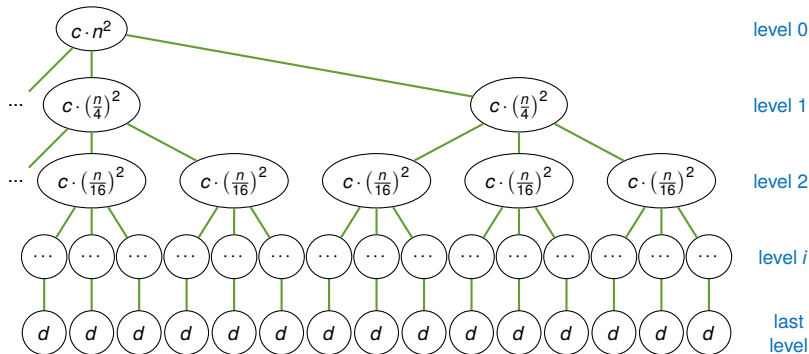 c · n² level 0
... c · (n/4)² c · (n/4)² level 1
... c · (n/16)² c · (n/16)² c · (n/16)² c · (n/16)² c · (n/16)² level 2
... ... ... ... ... ... ... ... ... ... ... ... ... ... ... level i
d d d d d d d d d d d d d d d last
level